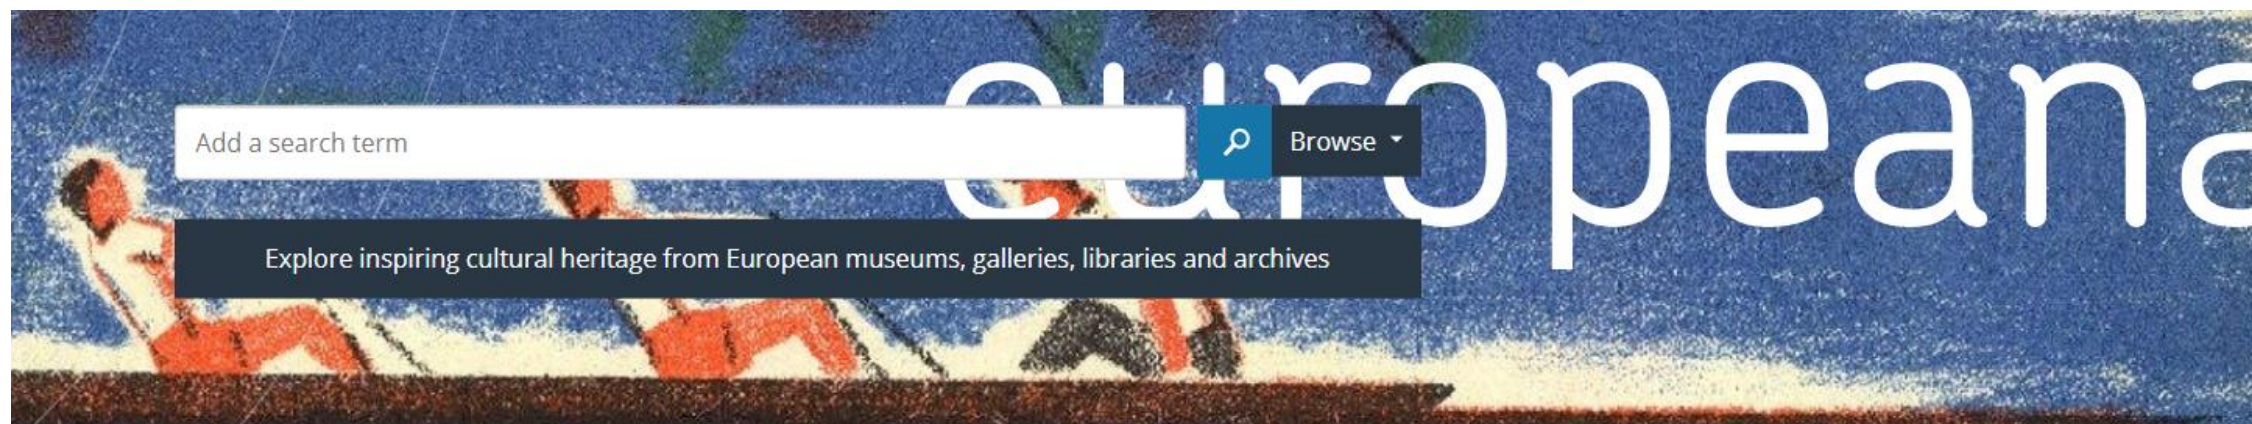 europeana
Add a search term
Browse
Explore inspiring cultural heritage from European museums, galleries, libraries and archives